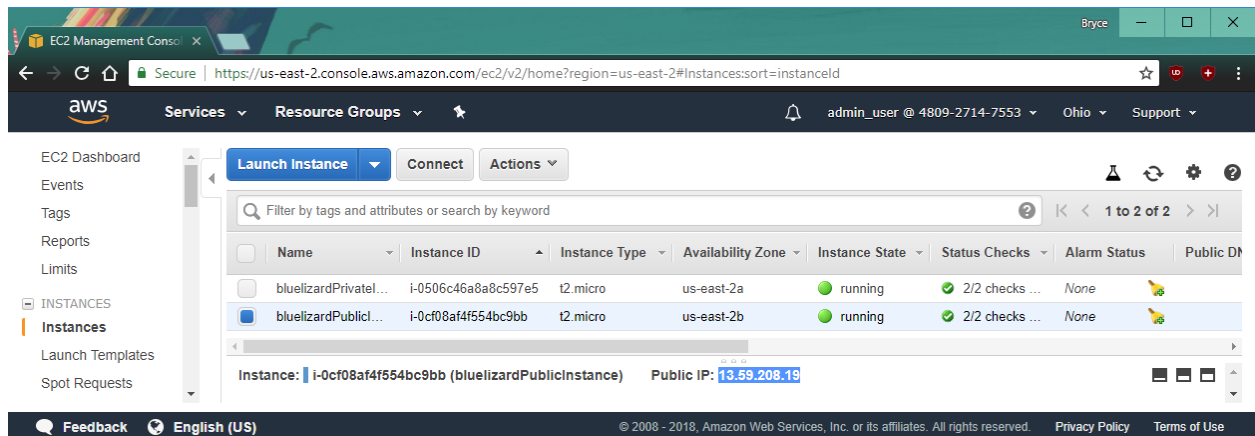 Bryce
EC2 Management Consol
Secure https://us-east-2.console.aws.amazon.com/ec2/v2/home?region=us-east-2#Instances:sort=instanceId
aws Services Resource Groups admin_user @ 4809-2714-7553 Ohio Support
EC2 Dashboard
Events
Tags
Reports
Limits
INSTANCES
Instances
Launch Templates
Spot Requests
Launch Instance Connect Actions
Filter by tags and attributes or search by keyword 1 to 2 of 2
Name Instance ID Instance Type Availability Zone Instance State Status Checks Alarm Status Public DN
bluelizardPrivateI... i-0506c46a8a8c597e5 t2.micro us-east-2a running 2/2 checks ... None
bluelizardPublicI... i-0cf08af4f554bc9bb t2.micro us-east-2b running 2/2 checks ... None
Instance: i-0cf08af4f554bc9bb (bluelizardPublicInstance) Public IP: 13.59.208.19
Feedback English (US) © 2008 - 2018, Amazon Web Services, Inc. or its affiliates. All rights reserved. Privacy Policy Terms of Use